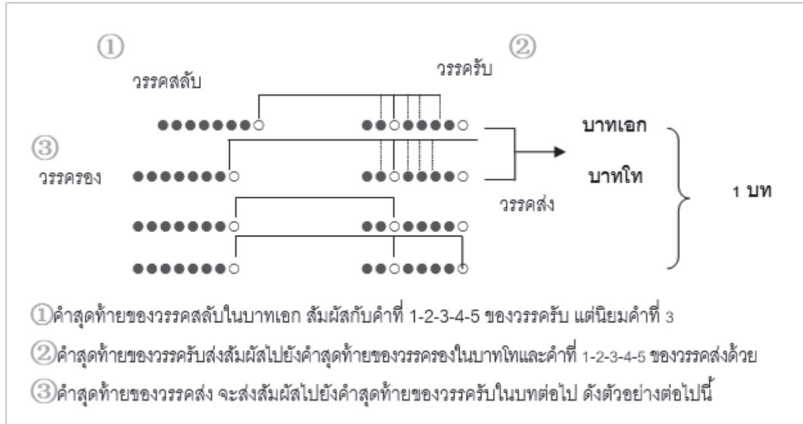 ① ②
วรรคสลับ วรรครับ
บาทเอก
③
วรรครอง บาทโท
วรรคส่ง 1 บท
①คำสุดท้ายของวรรคสลับในบาทเอก สัมผัสกับคำที่ 1-2-3-4-5 ของวรรครับ แต่นิยมคำที่ 3
②คำสุดท้ายของวรรครับส่งสัมผัสไปยังคำสุดท้ายของวรรครองในบาทโทและคำที่ 1-2-3-4-5 ของวรรคส่งด้วย
③คำสุดท้ายของวรรคส่ง จะส่งสัมผัสไปยังคำสุดท้ายของวรรครับในบทต่อไป ดังตัวอย่างต่อไปนี้